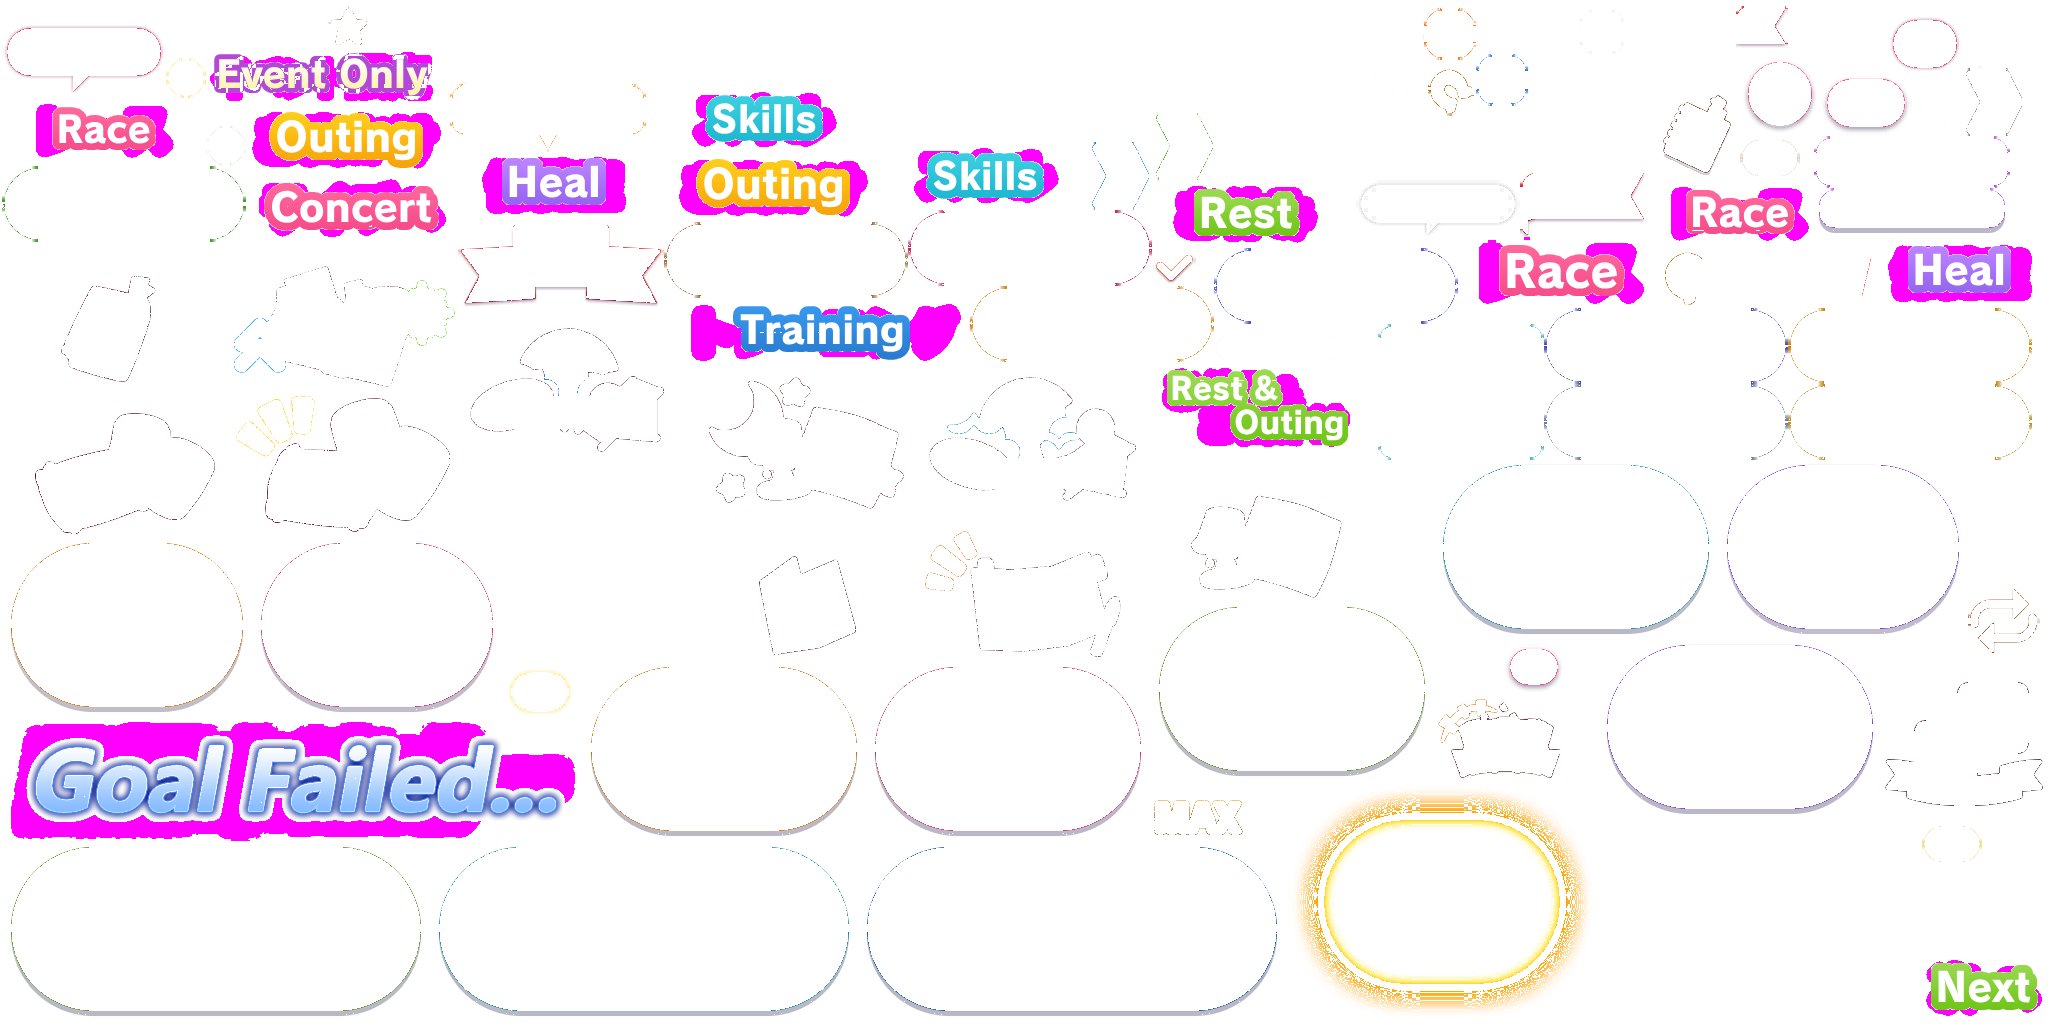 Event Only
Race
Outing
Concert
Heal
Skills
Outing
Skills
Training
Rest
Race
Race
Heal
Rest &
Outing
Goal Failed...
MAX
Next